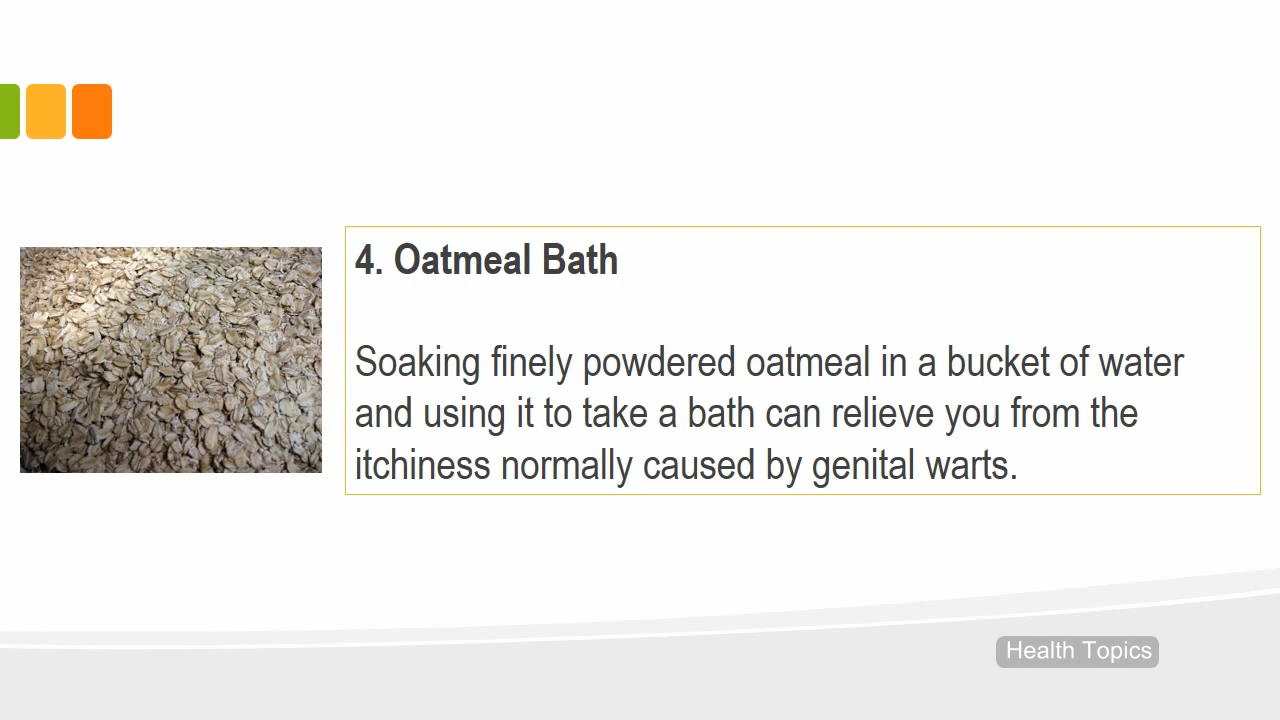 4. Oatmeal Bath
Soaking finely powdered oatmeal in a bucket of water
and using it to take a bath can relieve you from the
itchiness normally caused by genital warts.
Health Topics